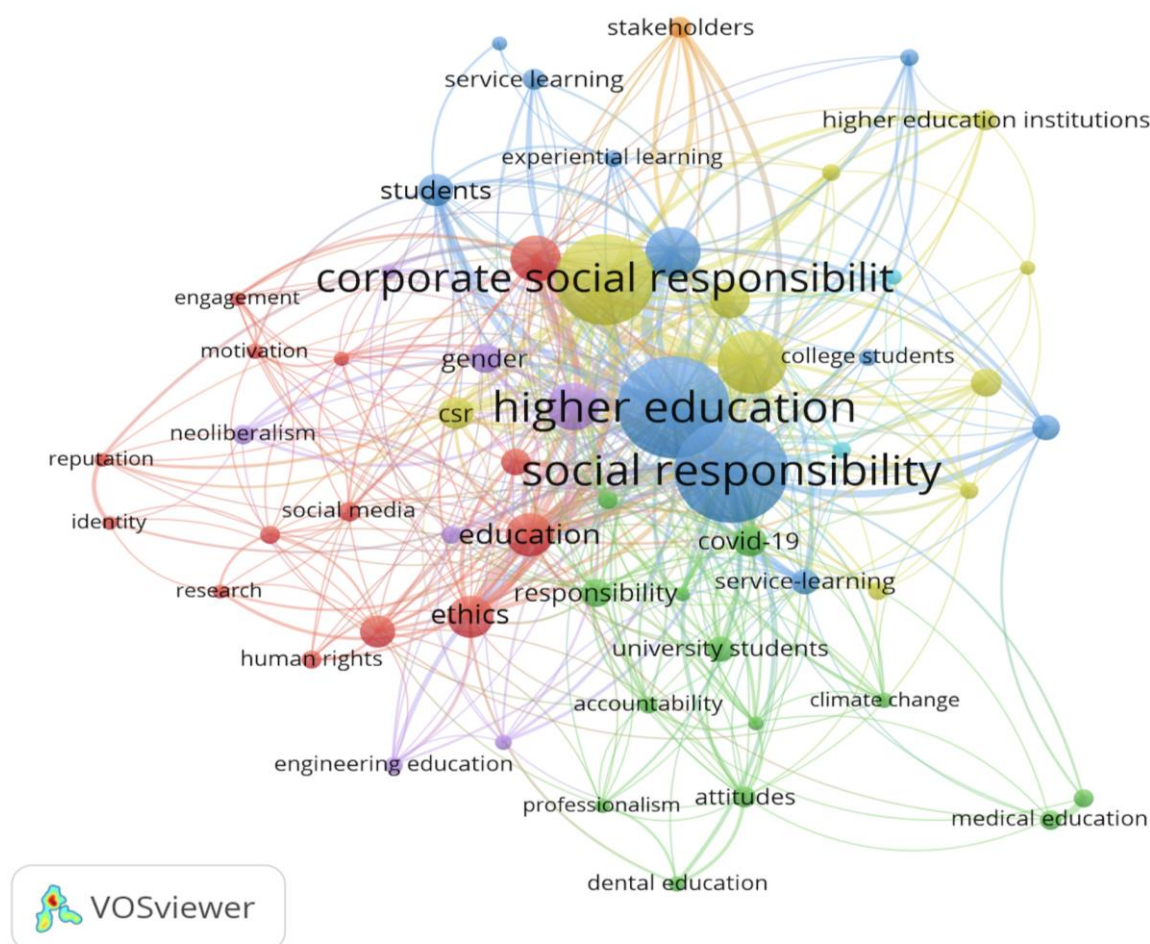 stakeholders
service learning
higher education institutions
experiential learning
students
corporate social responsibilit
engagement
motivation
gender
college students
csr
higher education
neoliberalism
reputation
social responsibility
social media
identity
education
covid-19
service-learning
research
responsibility
ethics
university students
human rights
accountability
climate change
engineering education
professionalism
attitudes
medical education
dental education
VOSviewer